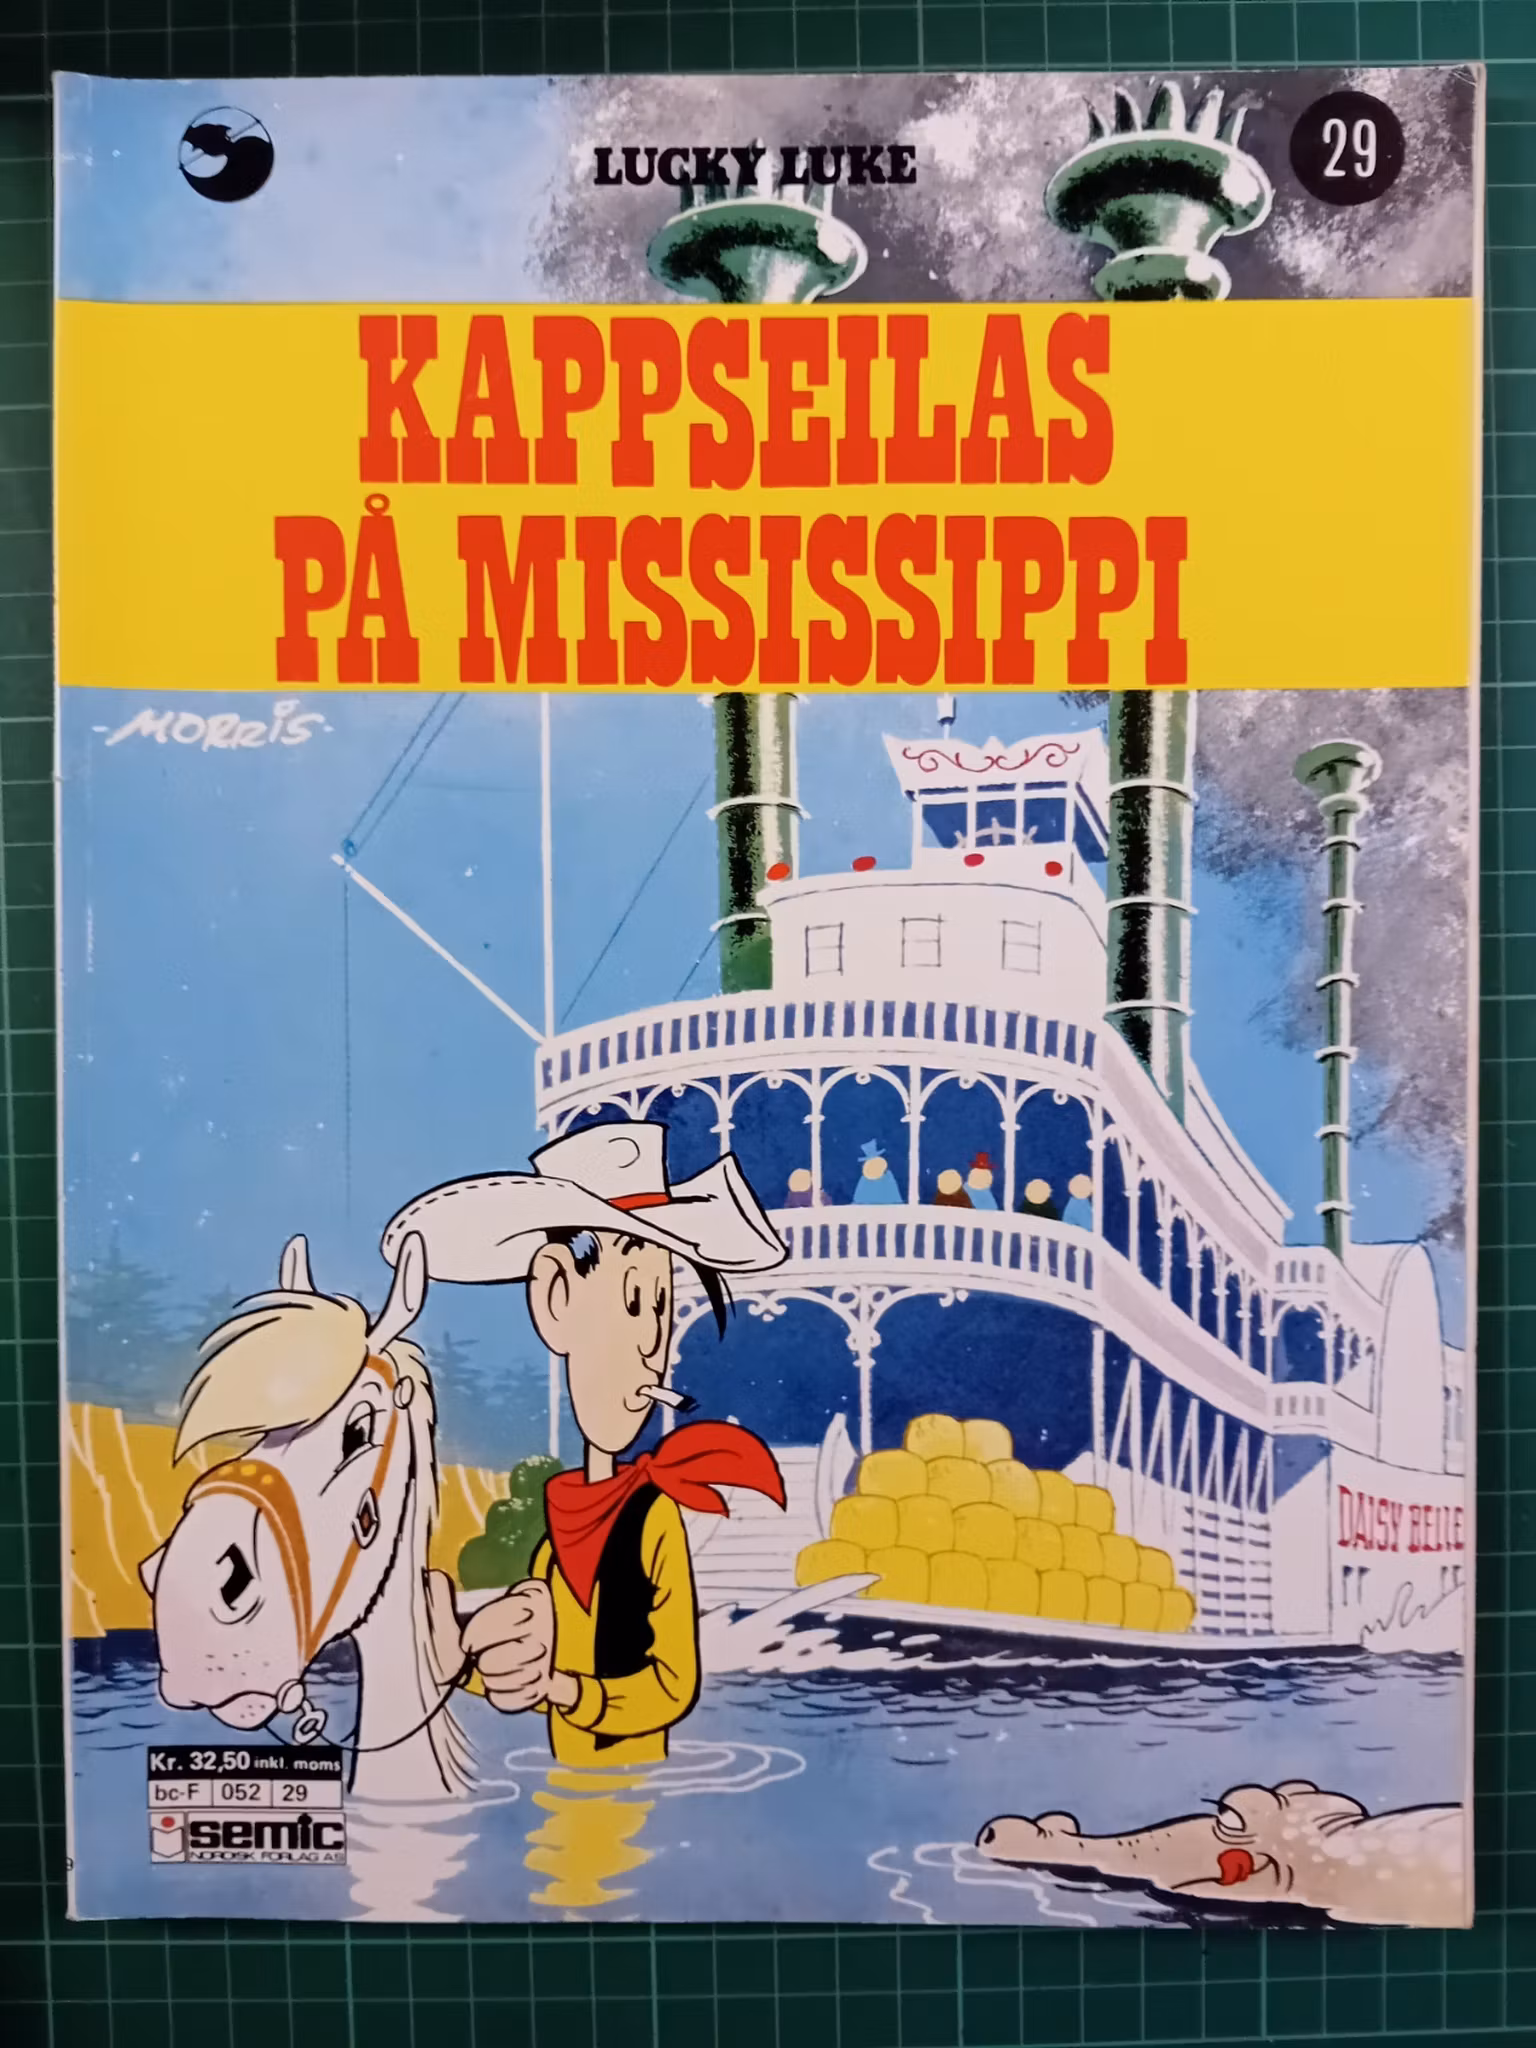 LUCKY LUKE
29
KAPPSEILAS
PÅ MISSISSIPPI
-MORRIS-
DAISY BELLE
Kr. 32,50 inkl. moms
bc-F 052 29
semic
NORDISK FORLAG AS
9